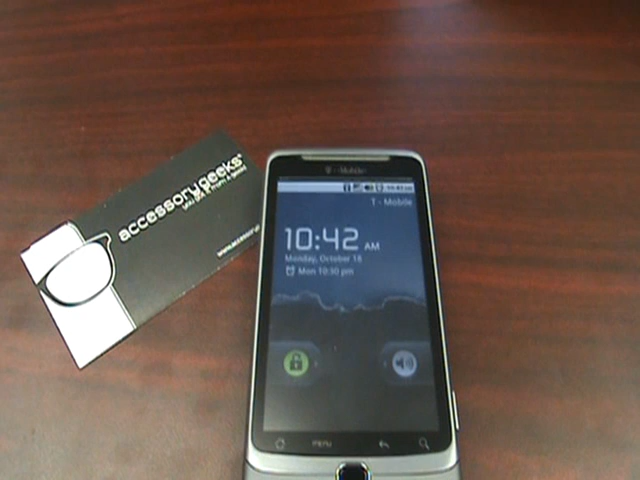 accessorygeeks
T · Mobile
T - Mobile
10:42 AM
Monday, October 18
Mon 10:30 pm
MENU